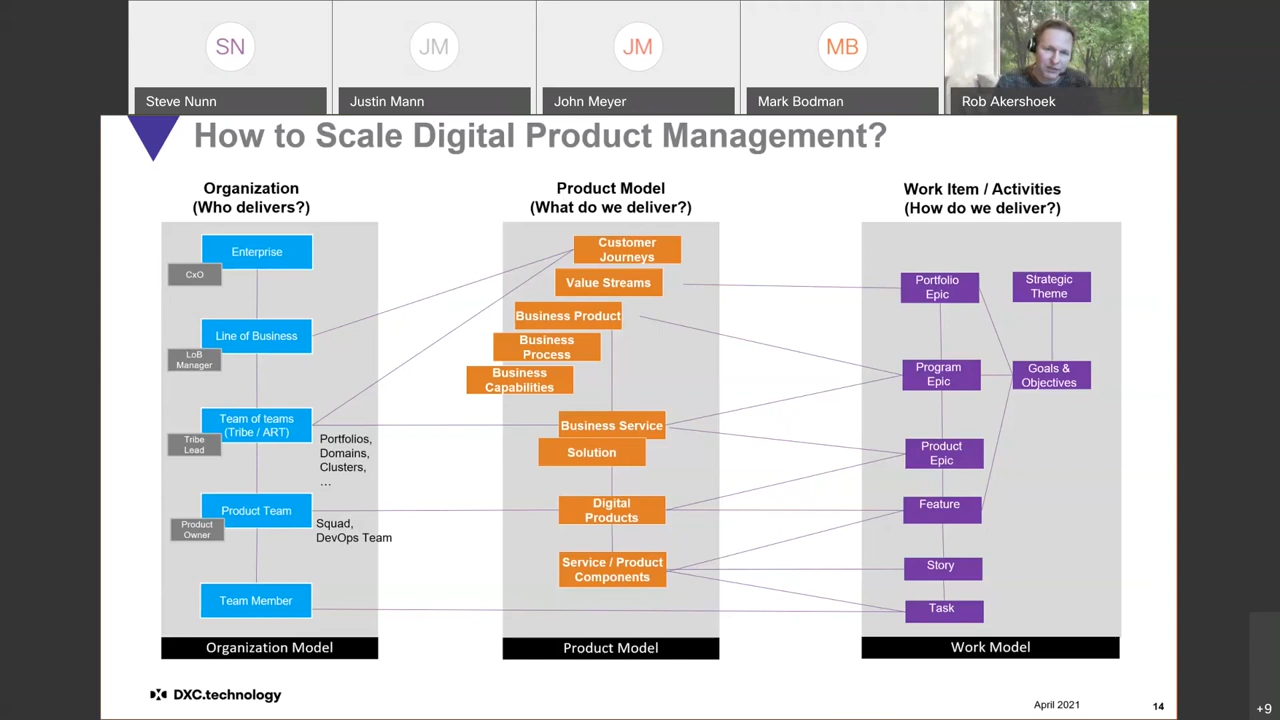 SN
JM
JM
MB
Steve Nunn
Justin Mann
John Meyer
Mark Bodman
Rob Akershoek
How to Scale Digital Product Management?
Organization
(Who delivers?)
Enterprise
CxO
Line of Business
LoB
Manager
Team of teams
(Tribe / ART)
Tribe
Lead
Portfolios,
Domains,
Clusters,
...
Product Team
Product
Owner
Squad,
DevOps Team
Team Member
Organization Model
Product Model
(What do we deliver?)
Customer
Journeys
Value Streams
Business Product
Business
Process
Business
Capabilities
Business Service
Solution
Digital
Products
Service / Product
Components
Product Model
Work Item / Activities
(How do we deliver?)
Portfolio
Epic
Strategic
Theme
Program
Epic
Goals &
Objectives
Product
Epic
Feature
Story
Task
Work Model
DXC.technology
April 2021
14
+9